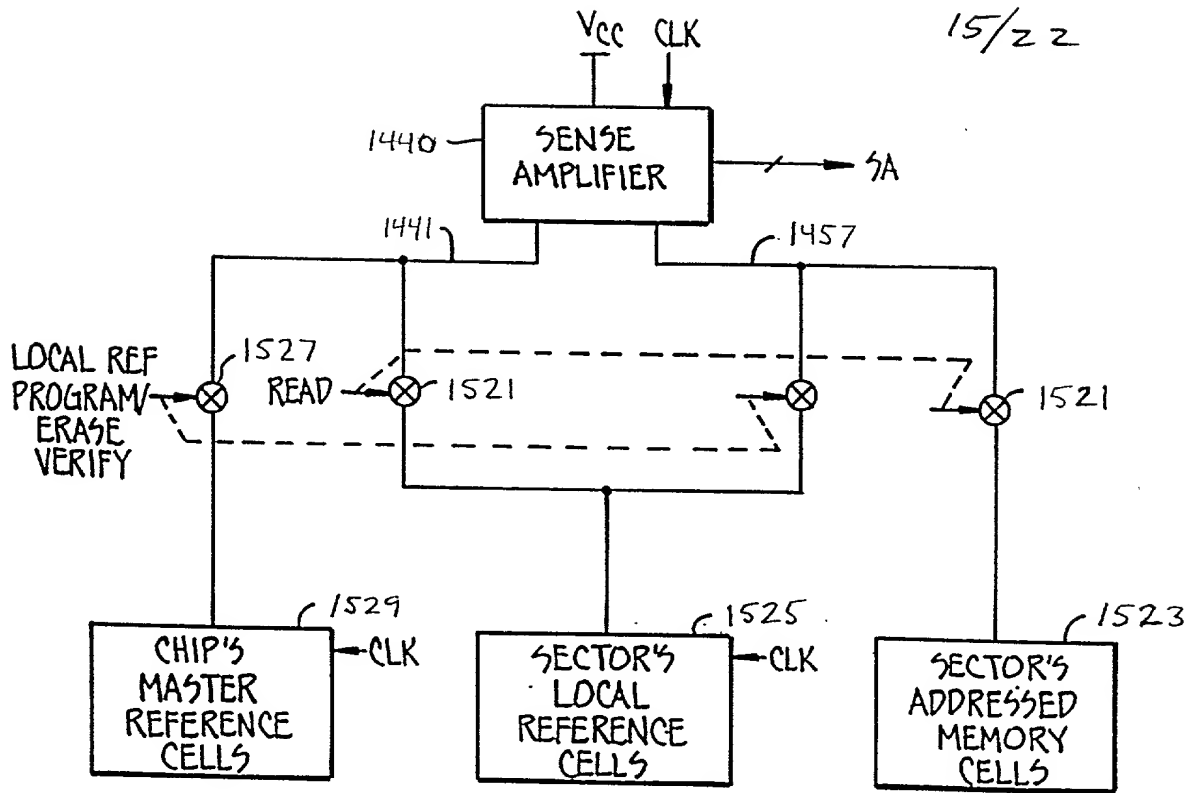 15/22
VCC CLK
1440
SENSE
AMPLIFIER
SA
1441
1457
LOCAL REF
PROGRAM/
ERASE
VERIFY
1527
READ
1521
1521
1529
CHIP'S
MASTER
REFERENCE
CELLS
CLK
1525
SECTOR'S
LOCAL
REFERENCE
CELLS
CLK
1523
SECTOR'S
ADDRESSED
MEMORY
CELLS